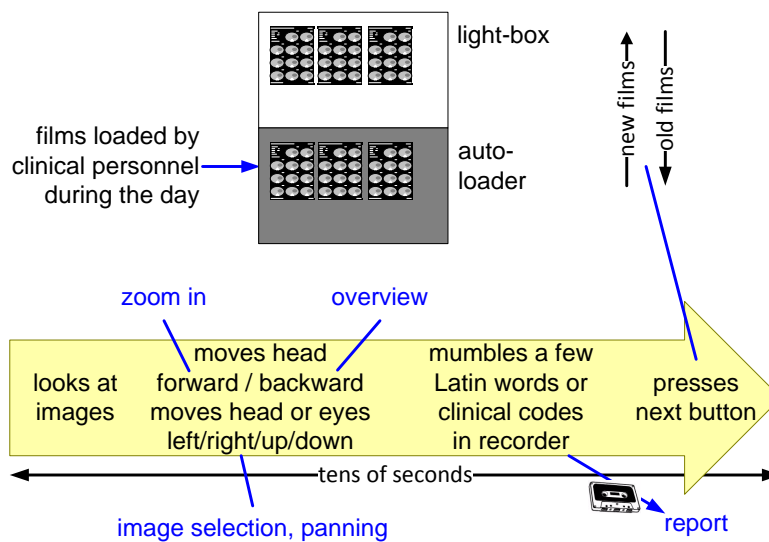 light-box
films loaded by
clinical personnel
during the day
auto-
loader
new films
old films
zoom in
overview
looks at
images
moves head
forward / backward
moves head or eyes
left/right/up/down
mumbles a few
Latin words or
clinical codes
in recorder
presses
next button
tens of seconds
image selection, panning
report